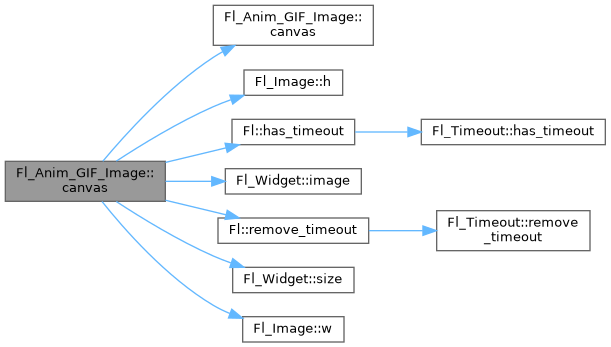 Fl_Anim_GIF_Image::
canvas
Fl_Anim_GIF_Image::
canvas
Fl_Image::h
Fl::has_timeout
Fl_Timeout::has_timeout
Fl_Widget::image
Fl::remove_timeout
Fl_Timeout::remove
_timeout
Fl_Widget::size
Fl_Image::w